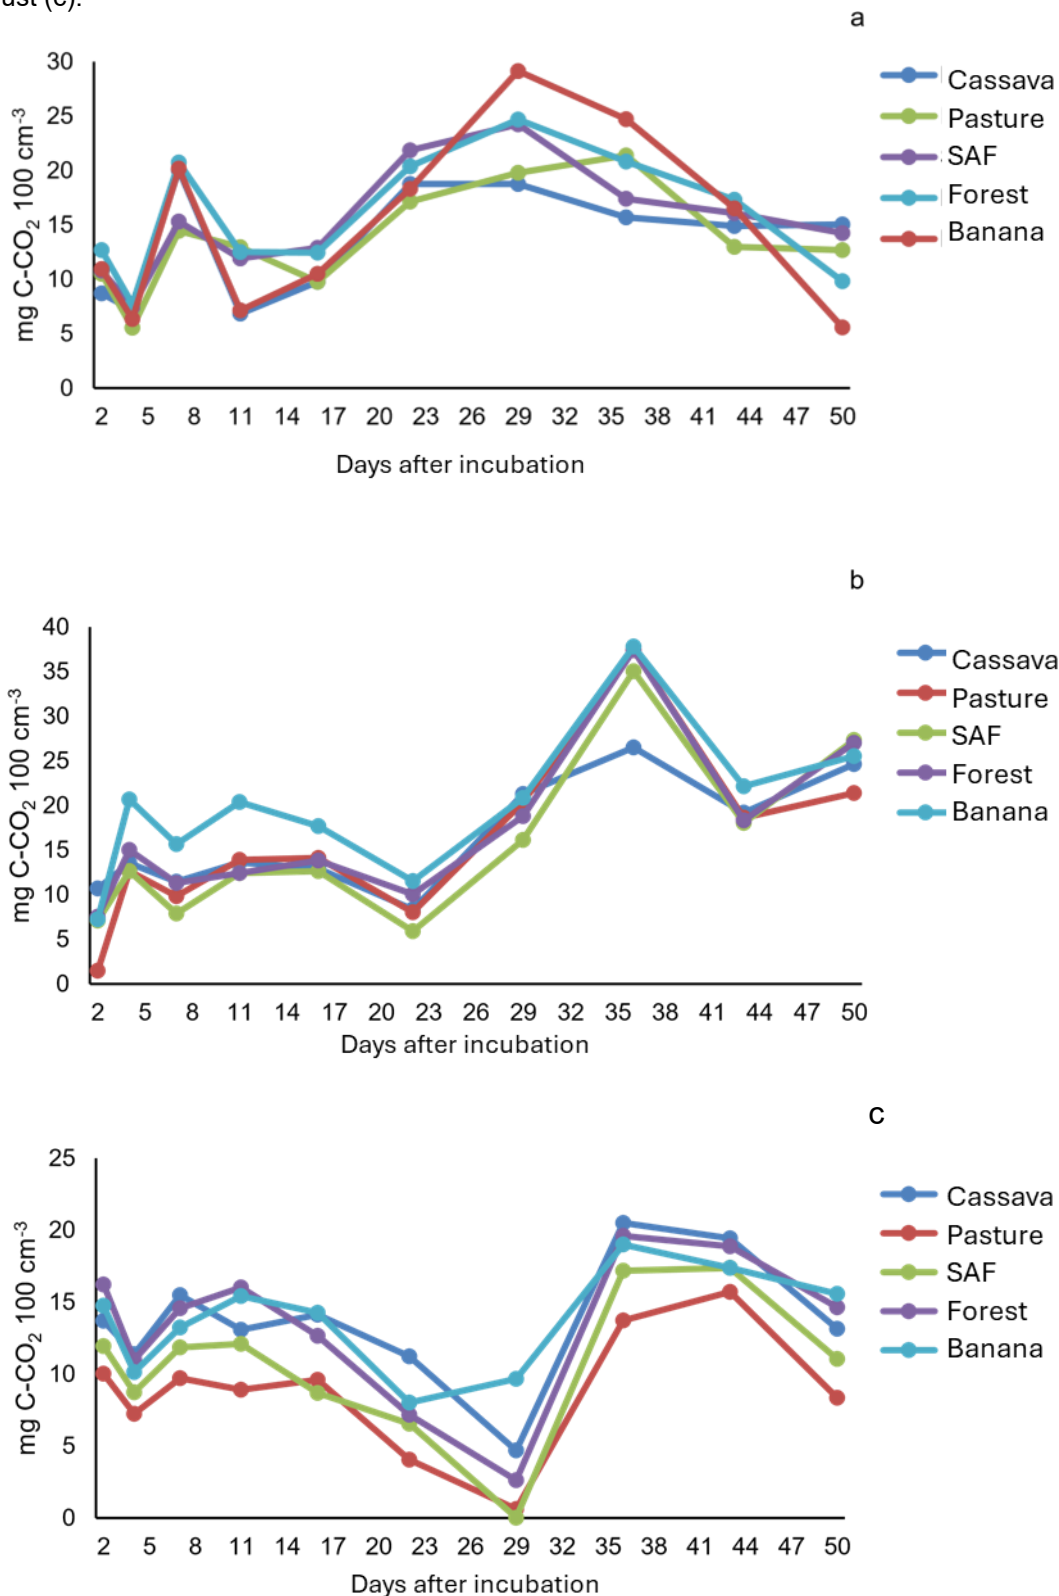 ust (c).
a
30
25
20
15
10
5
0
mg C-CO₂ 100 cm⁻³
2 5 8 11 14 17 20 23 26 29 32 35 38 41 44 47 50
Days after incubation
Cassava
Pasture
SAF
Forest
Banana
b
40
35
30
25
20
15
10
5
0
mg C-CO₂ 100 cm⁻³
2 5 8 11 14 17 20 23 26 29 32 35 38 41 44 47 50
Days after incubation
Cassava
Pasture
SAF
Forest
Banana
c
25
20
15
10
5
0
mg C-CO₂ 100 cm⁻³
2 5 8 11 14 17 20 23 26 29 32 35 38 41 44 47 50
Days after incubation
Cassava
Pasture
SAF
Forest
Banana